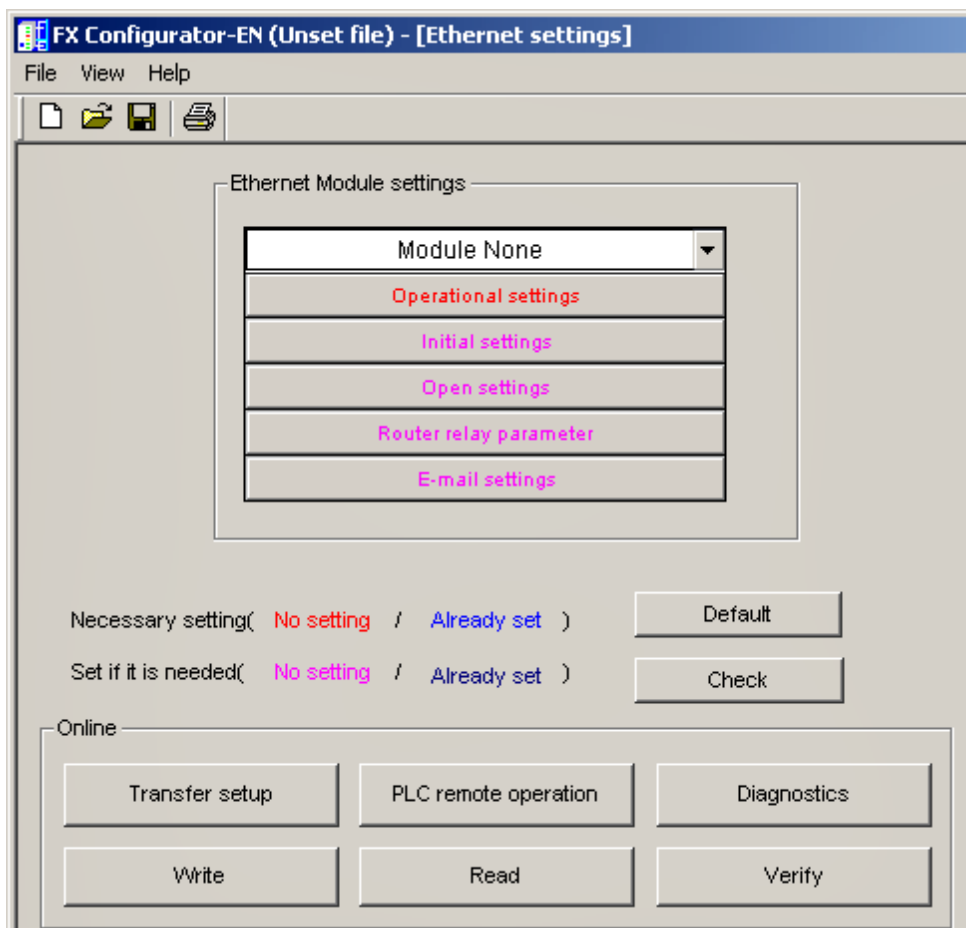 FX Configurator-EN (Unset file) - [Ethernet settings]
File View Help
Ethernet Module settings
Module None
Operational settings
Initial settings
Open settings
Router relay parameter
E-mail settings
Necessary setting( No setting / Already set ) Default
Set if it is needed( No setting / Already set ) Check
Online
Transfer setup PLC remote operation Diagnostics
Write Read Verify